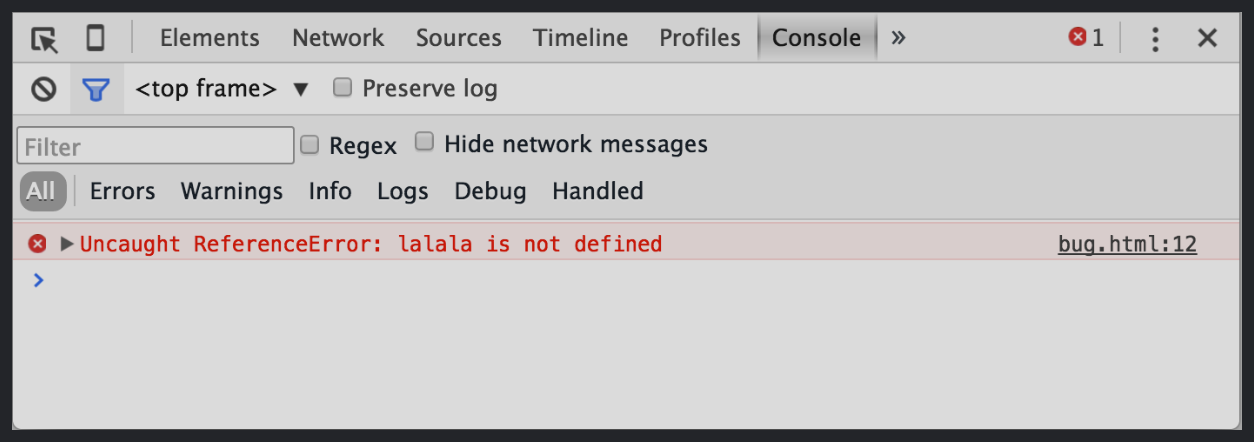 Elements Network Sources Timeline Profiles Console » 1
<top frame> ▼ Preserve log
Filter Regex Hide network messages
All Errors Warnings Info Logs Debug Handled
Uncaught ReferenceError: lalala is not defined bug.html:12